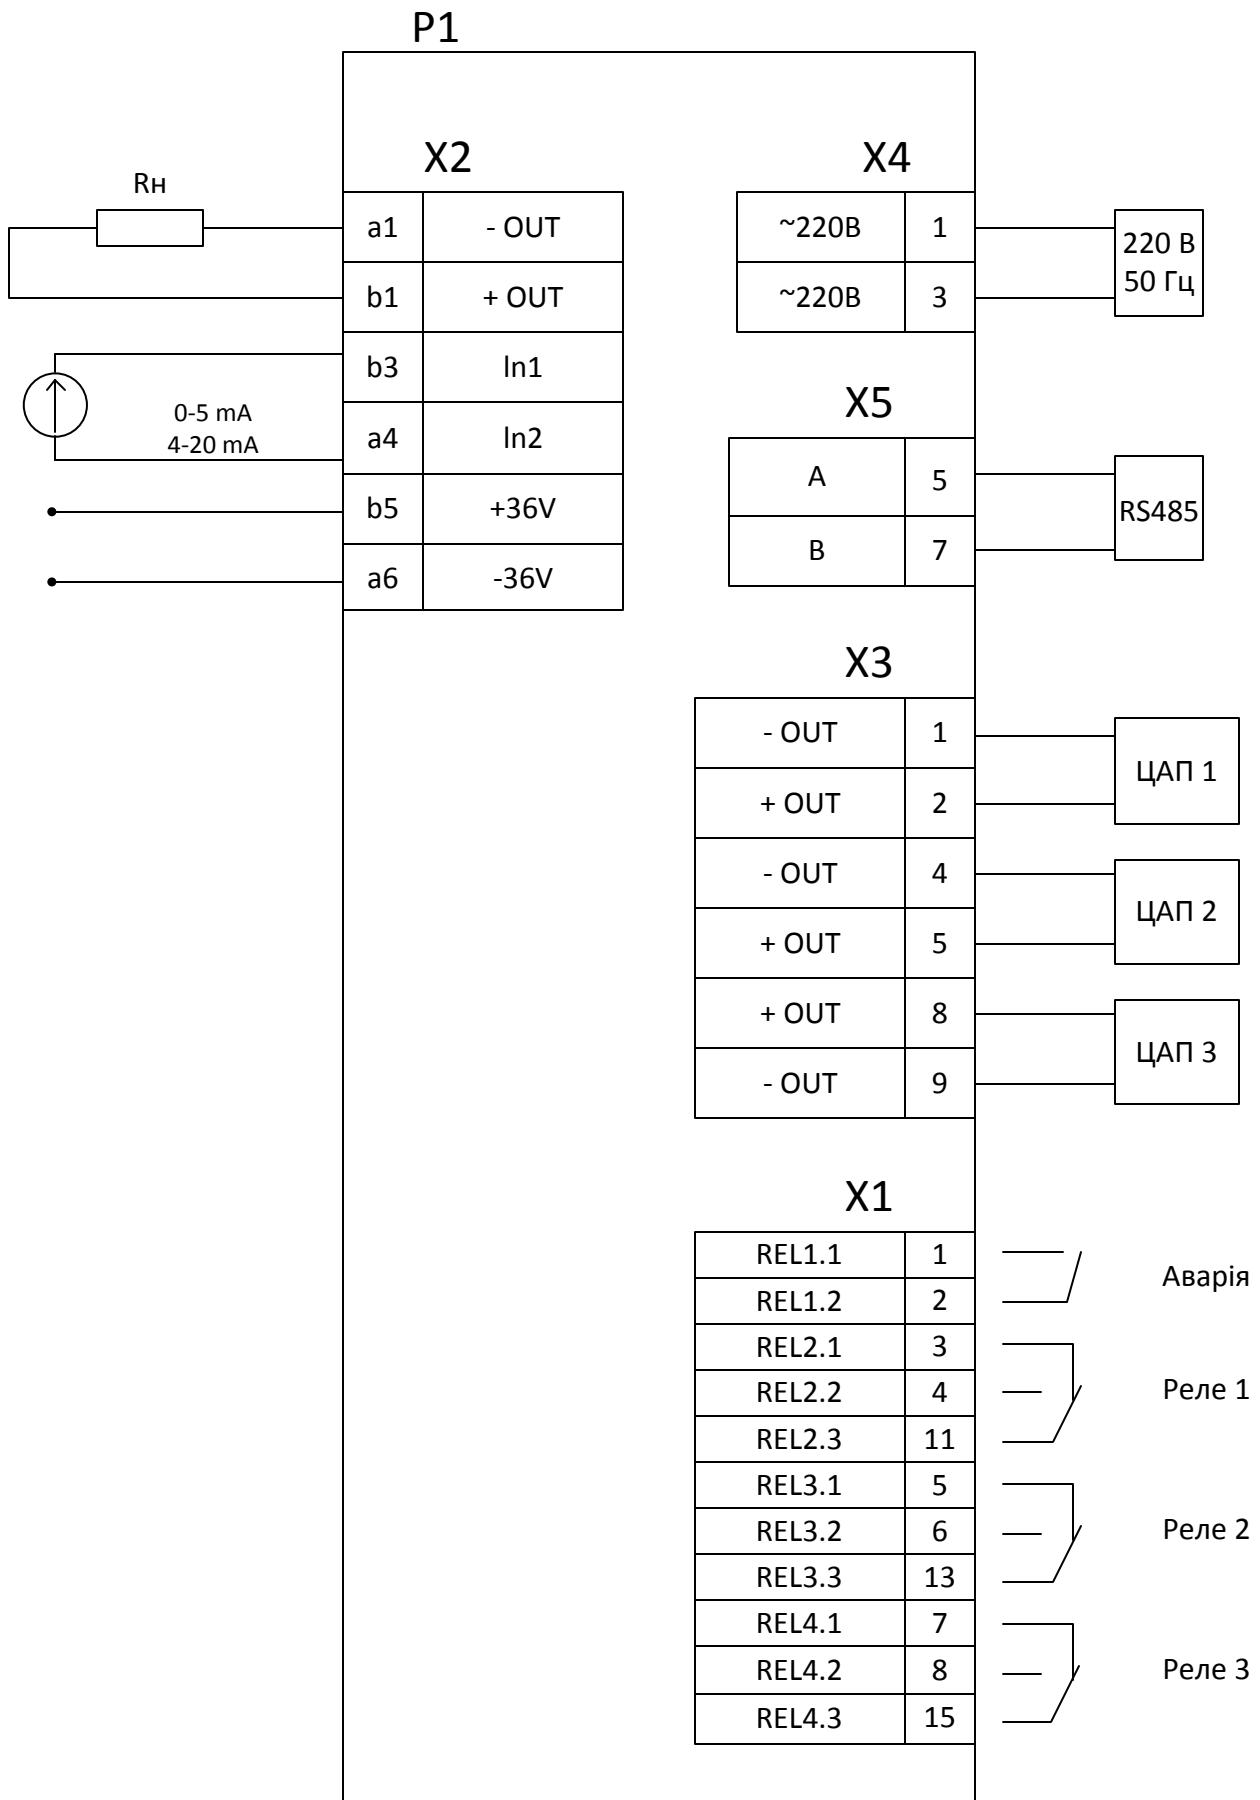 P1
X2
Rн
a1 - OUT
b1 + OUT
b3 In1
a4 In2
b5 +36V
a6 -36V
0-5 mA
4-20 mA
X4
~220В 1
~220В 3
220 В
50 Гц
X5
A 5
B 7
RS485
X3
- OUT 1
+ OUT 2
- OUT 4
+ OUT 5
+ OUT 8
- OUT 9
ЦАП 1
ЦАП 2
ЦАП 3
X1
REL1.1 1
REL1.2 2
REL2.1 3
REL2.2 4
REL2.3 11
REL3.1 5
REL3.2 6
REL3.3 13
REL4.1 7
REL4.2 8
REL4.3 15
Аварія
Реле 1
Реле 2
Реле 3